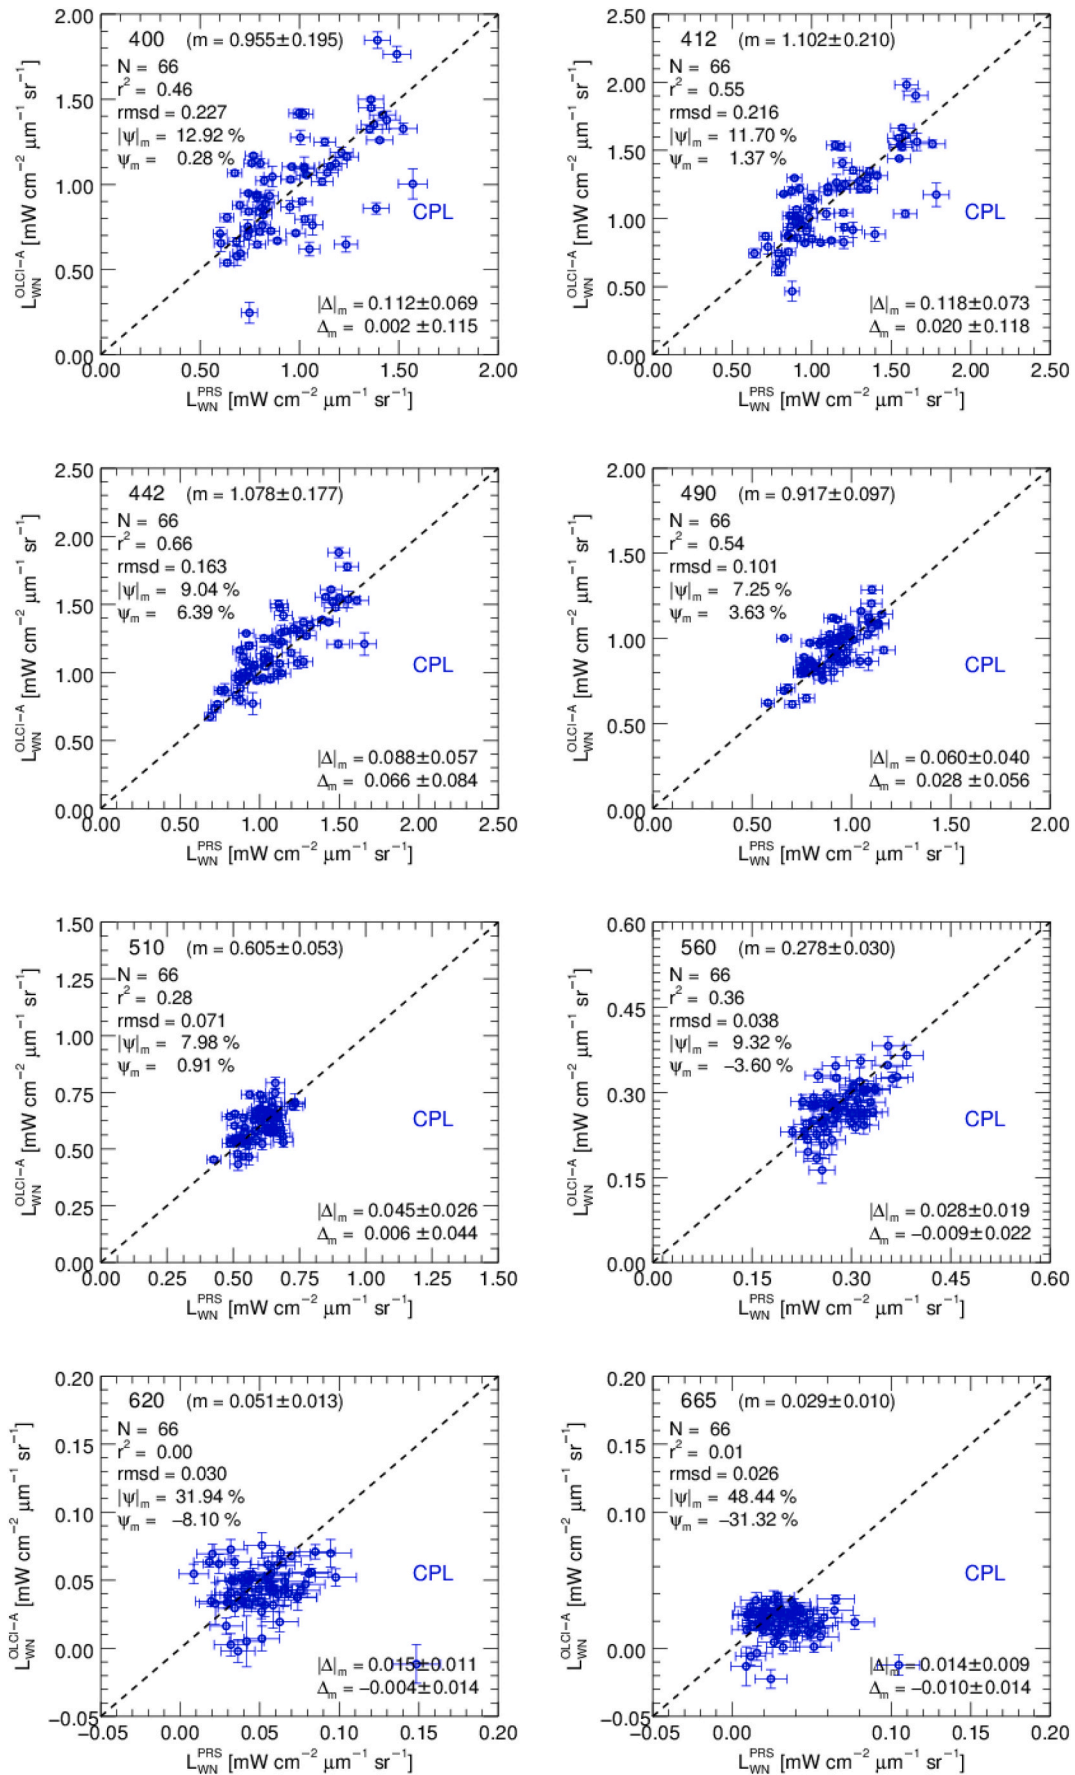 400 (m = 0.955±0.195)
N = 66
r² = 0.46
rmsd = 0.227
|ψ|m = 12.92 %
ψm = 0.28 %
CPL
|Δ|m = 0.112±0.069
Δm = 0.002 ±0.115
2.00
1.50
1.00
0.50
0.00
0.00 0.50 1.00 1.50 2.00
L WN OLCI−A [mW cm−2 μm−1 sr−1]
L WN PRS [mW cm−2 μm−1 sr−1]
412 (m = 1.102±0.210)
N = 66
r² = 0.55
rmsd = 0.216
|ψ|m = 11.70 %
ψm = 1.37 %
CPL
|Δ|m = 0.118±0.073
Δm = 0.020 ±0.118
2.50
2.00
1.50
1.00
0.50
0.00
0.00 0.50 1.00 1.50 2.00 2.50
L WN OLCI−A [mW cm−2 μm−1 sr−1]
L WN PRS [mW cm−2 μm−1 sr−1]
442 (m = 1.078±0.177)
N = 66
r² = 0.66
rmsd = 0.163
|ψ|m = 9.04 %
ψm = 6.39 %
CPL
|Δ|m = 0.088±0.057
Δm = 0.066 ±0.084
2.50
2.00
1.50
1.00
0.50
0.00
0.00 0.50 1.00 1.50 2.00 2.50
L WN OLCI−A [mW cm−2 μm−1 sr−1]
L WN PRS [mW cm−2 μm−1 sr−1]
490 (m = 0.917±0.097)
N = 66
r² = 0.54
rmsd = 0.101
|ψ|m = 7.25 %
ψm = 3.63 %
CPL
|Δ|m = 0.060±0.040
Δm = 0.028 ±0.056
2.00
1.50
1.00
0.50
0.00
0.00 0.50 1.00 1.50 2.00
L WN OLCI−A [mW cm−2 μm−1 sr−1]
L WN PRS [mW cm−2 μm−1 sr−1]
510 (m = 0.605±0.053)
N = 66
r² = 0.28
rmsd = 0.071
|ψ|m = 7.98 %
ψm = 0.91 %
CPL
|Δ|m = 0.045±0.026
Δm = 0.006 ±0.044
1.50
1.25
1.00
0.75
0.50
0.25
0.00
0.00 0.25 0.50 0.75 1.00 1.25 1.50
L WN OLCI−A [mW cm−2 μm−1 sr−1]
L WN PRS [mW cm−2 μm−1 sr−1]
560 (m = 0.278±0.030)
N = 66
r² = 0.36
rmsd = 0.038
|ψ|m = 9.32 %
ψm = −3.60 %
CPL
|Δ|m = 0.028±0.019
Δm = −0.009±0.022
0.60
0.45
0.30
0.15
0.00
0.00 0.15 0.30 0.45 0.60
L WN OLCI−A [mW cm−2 μm−1 sr−1]
L WN PRS [mW cm−2 μm−1 sr−1]
620 (m = 0.051±0.013)
N = 66
r² = 0.00
rmsd = 0.030
|ψ|m = 31.94 %
ψm = −8.10 %
CPL
|Δ|m = 0.015±0.011
Δm = −0.004±0.014
0.20
0.15
0.10
0.05
0.00
−0.05
−0.05 0.00 0.05 0.10 0.15 0.20
L WN OLCI−A [mW cm−2 μm−1 sr−1]
L WN PRS [mW cm−2 μm−1 sr−1]
665 (m = 0.029±0.010)
N = 66
r² = 0.01
rmsd = 0.026
|ψ|m = 48.44 %
ψm = −31.32 %
CPL
|Δ|m = 0.014±0.009
Δm = −0.010±0.014
0.20
0.15
0.10
0.05
0.00
−0.05
−0.05 0.00 0.05 0.10 0.15 0.20
L WN OLCI−A [mW cm−2 μm−1 sr−1]
L WN PRS [mW cm−2 μm−1 sr−1]